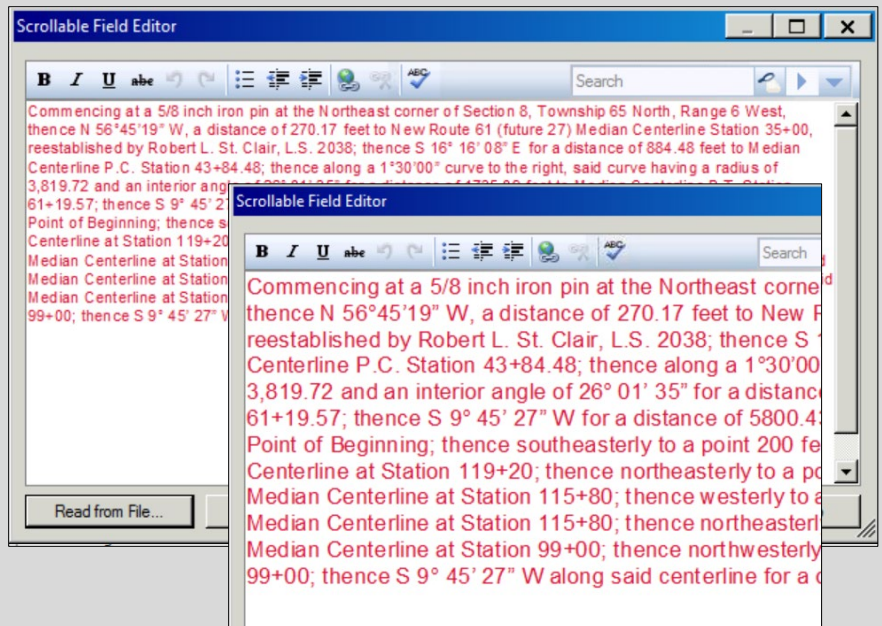 Scrollable Field Editor
B I U abc ABC Search
Commencing at a 5/8 inch iron pin at the Northeast corner of Section 8, Township 65 North, Range 6 West,
thence N 56°45'19" W, a distance of 270.17 feet to New Route 61 (future 27) Median Centerline Station 35+00,
reestablished by Robert L. St. Clair, L.S. 2038; thence S 16° 16' 08" E for a distance of 884.48 feet to Median
Centerline P.C. Station 43+84.48; thence along a 1°30'00" curve to the right, said curve having a radius of
3,819.72 and an interior
61+19.57; thence S 9° 45'
Point of Beginning; thence
Centerline at Station 119+20
Median Centerline at Station
Median Centerline at Station
Median Centerline at Station
99+00; thence S 9° 45' 27"
Read from File...
Scrollable Field Editor
B I U abc ABC Search
Commencing at a 5/8 inch iron pin at the Northeast corne
thence N 56°45'19" W, a distance of 270.17 feet to New
reestablished by Robert L. St. Clair, L.S. 2038; thence S
Centerline P.C. Station 43+84.48; thence along a 1°30'00
3,819.72 and an interior angle of 26° 01' 35" for a distanc
61+19.57; thence S 9° 45' 27" W for a distance of 5800.4
Point of Beginning; thence southeasterly to a point 200 fe
Centerline at Station 119+20; thence northeasterly to a po
Median Centerline at Station 115+80; thence westerly to a
Median Centerline at Station 115+80; thence northeasterl
Median Centerline at Station 99+00; thence northwesterly
99+00; thence S 9° 45' 27" W along said centerline for a